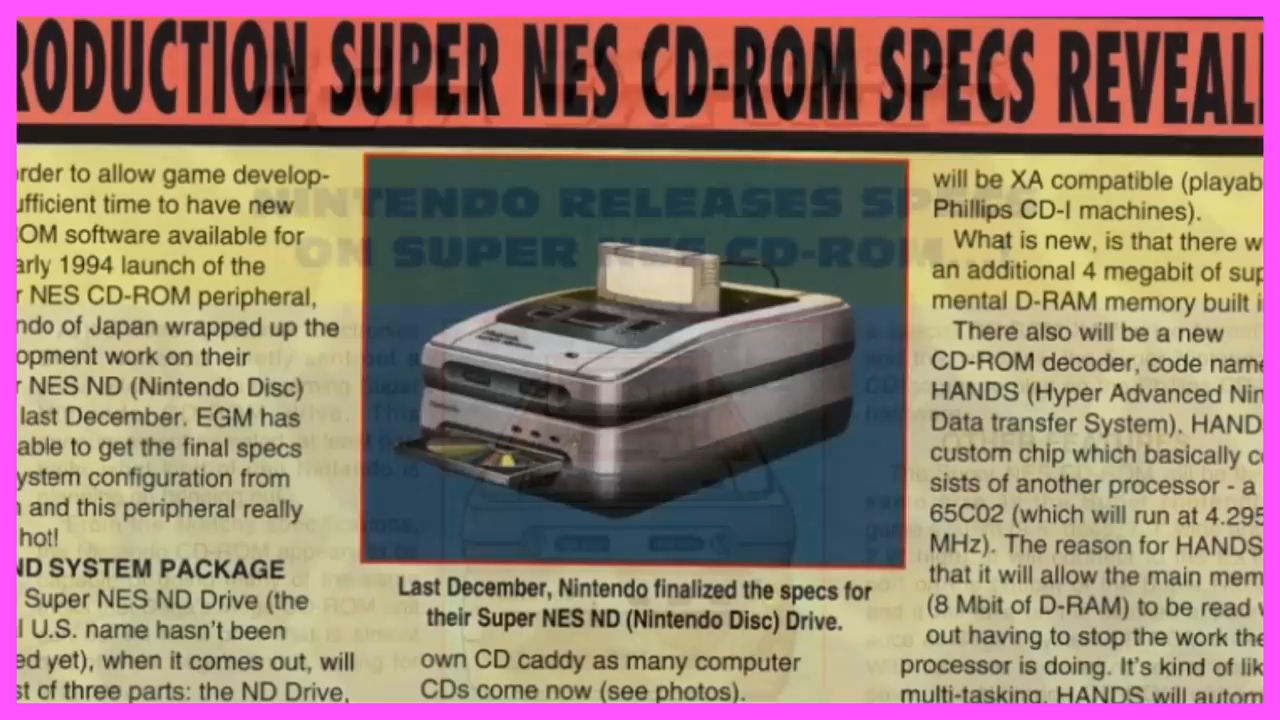 RODUCTION SUPER NES CD-ROM SPECS REVEAL
order to allow game develop-
ufficient time to have new
OM software available for
arly 1994 launch of the
r NES CD-ROM peripheral,
ndo of Japan wrapped up the
opment work on their
r NES ND (Nintendo Disc)
last December. EGM has
able to get the final specs
ystem configuration from
n and this peripheral really
hot!
ND SYSTEM PACKAGE
Super NES ND Drive (the
l U.S. name hasn't been
ed yet), when it comes out, will
st of three parts: the ND Drive,
NINTENDO RELEASES SP
ON SUPER NES CD-ROM...
Last December, Nintendo finalized the specs for
their Super NES ND (Nintendo Disc) Drive.
own CD caddy as many computer
CDs come now (see photos).
will be XA compatible (playab
Phillips CD-I machines).
What is new, is that there w
an additional 4 megabit of sup
mental D-RAM memory built i
There also will be a new
CD-ROM decoder, code name
HANDS (Hyper Advanced Nin
Data transfer System). HAND
custom chip which basically co
sists of another processor - a
65C02 (which will run at 4.295
MHz). The reason for HANDS
that it will allow the main mem
(8 Mbit of D-RAM) to be read w
out having to stop the work the
processor is doing. It's kind of lik
multi-tasking. HANDS will autom
OTHER FEATURES